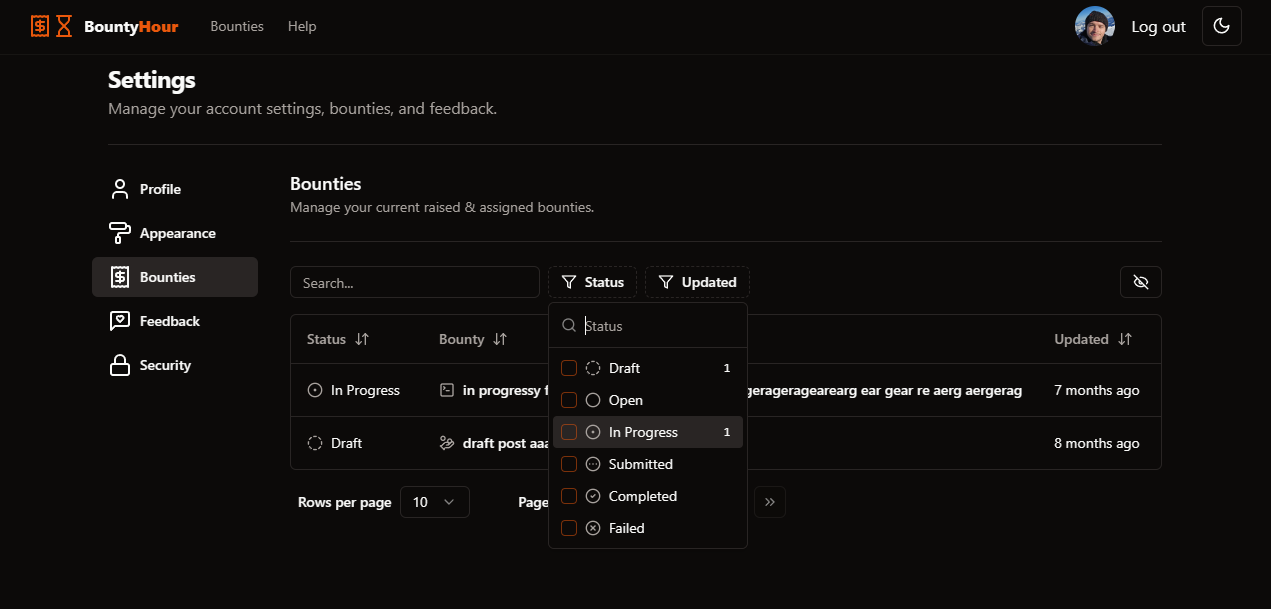 BountyHour Bounties Help Log out
Settings
Manage your account settings, bounties, and feedback.
Profile
Appearance
Bounties
Feedback
Security
Bounties
Manage your current raised & assigned bounties.
Search... Status Updated
Status Bounty Updated
In Progress in progressy 7 months ago
Draft draft post 8 months ago
Rows per page 10 Page
Status
Draft 1
Open
In Progress 1
Submitted
Completed
Failed
ear gear re aerg aergerag